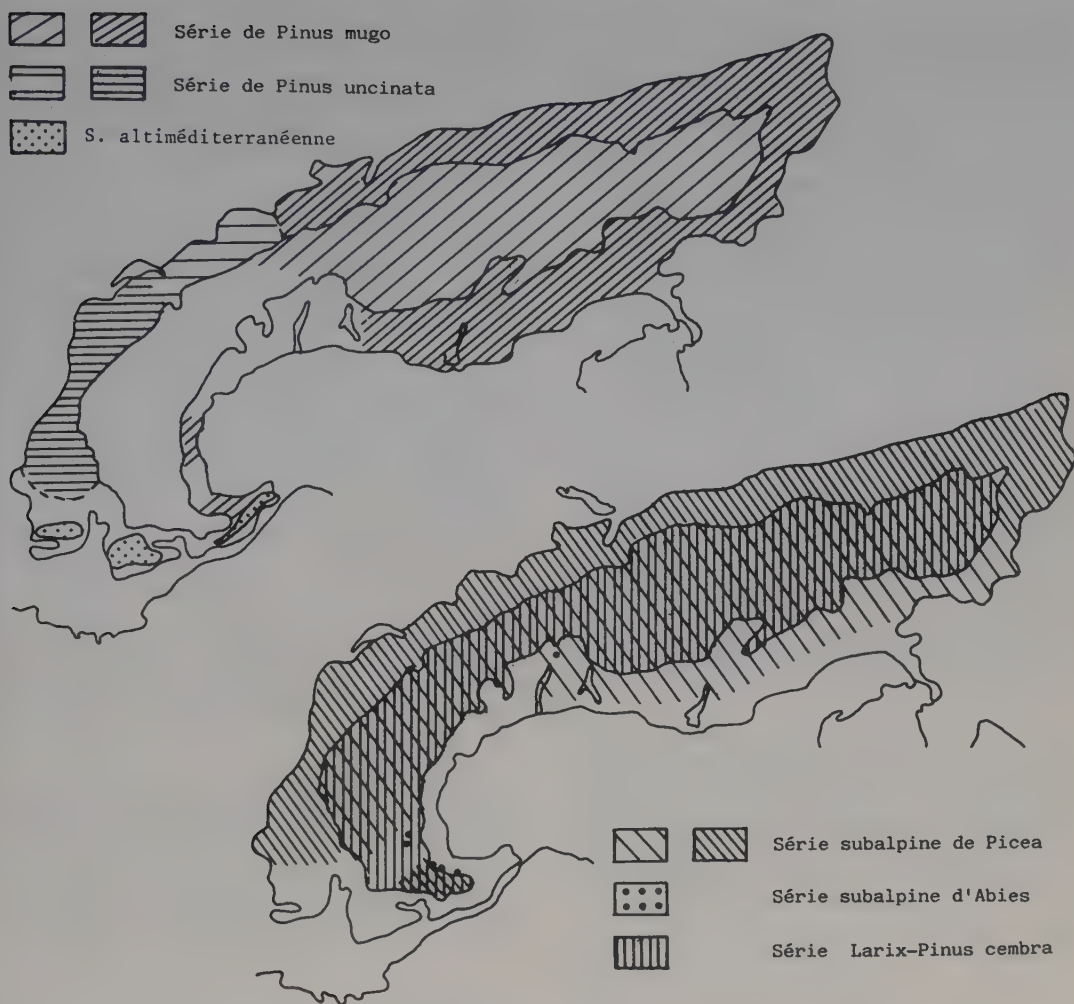 Série de Pinus mugo
Série de Pinus uncinata
S. altiméditerranéenne
Série subalpine de Picea
Série subalpine d'Abies
Série Larix-Pinus cembra